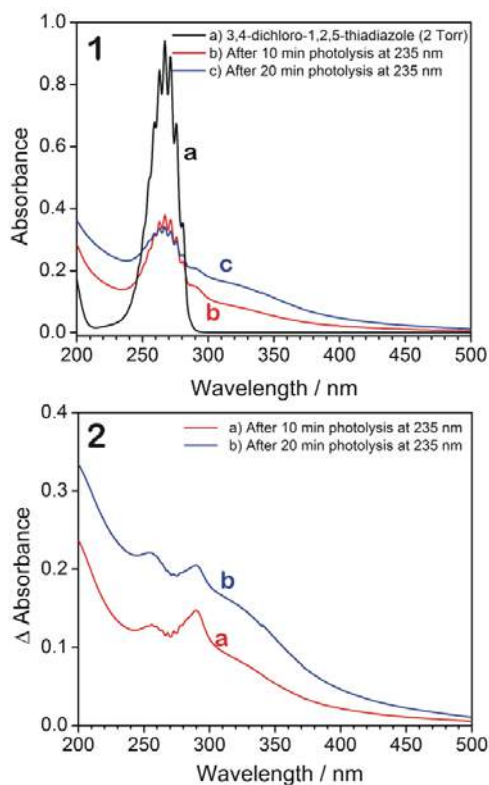 1
a) 3,4-dichloro-1,2,5-thiadiazole (2 Torr)
b) After 10 min photolysis at 235 nm
c) After 20 min photolysis at 235 nm
1.0
0.8
0.6
0.4
0.2
0.0
Absorbance
a
c
b
200 250 300 350 400 450 500
Wavelength / nm
2
a) After 10 min photolysis at 235 nm
b) After 20 min photolysis at 235 nm
0.4
0.3
0.2
0.1
0.0
Δ Absorbance
b
a
200 250 300 350 400 450 500
Wavelength / nm